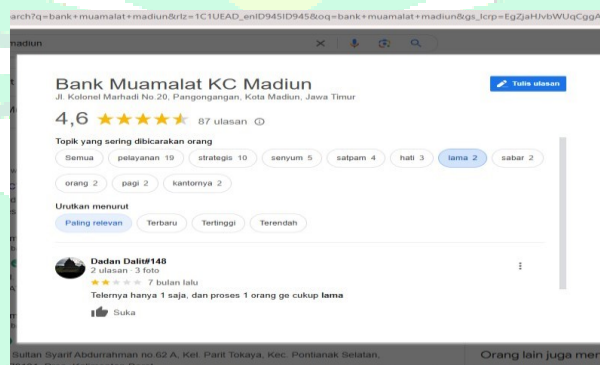 arch?q=bank+muamalat+madiun&rlz=1C1UEAD_enID945ID945&oq=bank+muamalat+madiun&gs_lcrp=EgZjaHJvbWUqCggA
madiun
Bank Muamalat KC Madiun
Tulis ulasan
Jl. Kolonel Marhadi No.20, Pangongangan, Kota Madiun, Jawa Timur
4,6 87 ulasan
Topik yang sering dibicarakan orang
Semua pelayanan 19 strategis 10 senyum 5 satpam 4 hati 3 lama 2 sabar 2
orang 2 pagi 2 kantornya 2
Urutkan menurut
Paling relevan Terbaru Tertinggi Terendah
Dadan Dalit#148
2 ulasan · 3 foto
7 bulan lalu
Telernya hanya 1 saja, dan proses 1 orang ge cukup lama
Suka
Sultan Syarif Abdurrahman no.62 A, Kel. Parit Tokaya, Kec. Pontianak Selatan,
Orang lain juga men